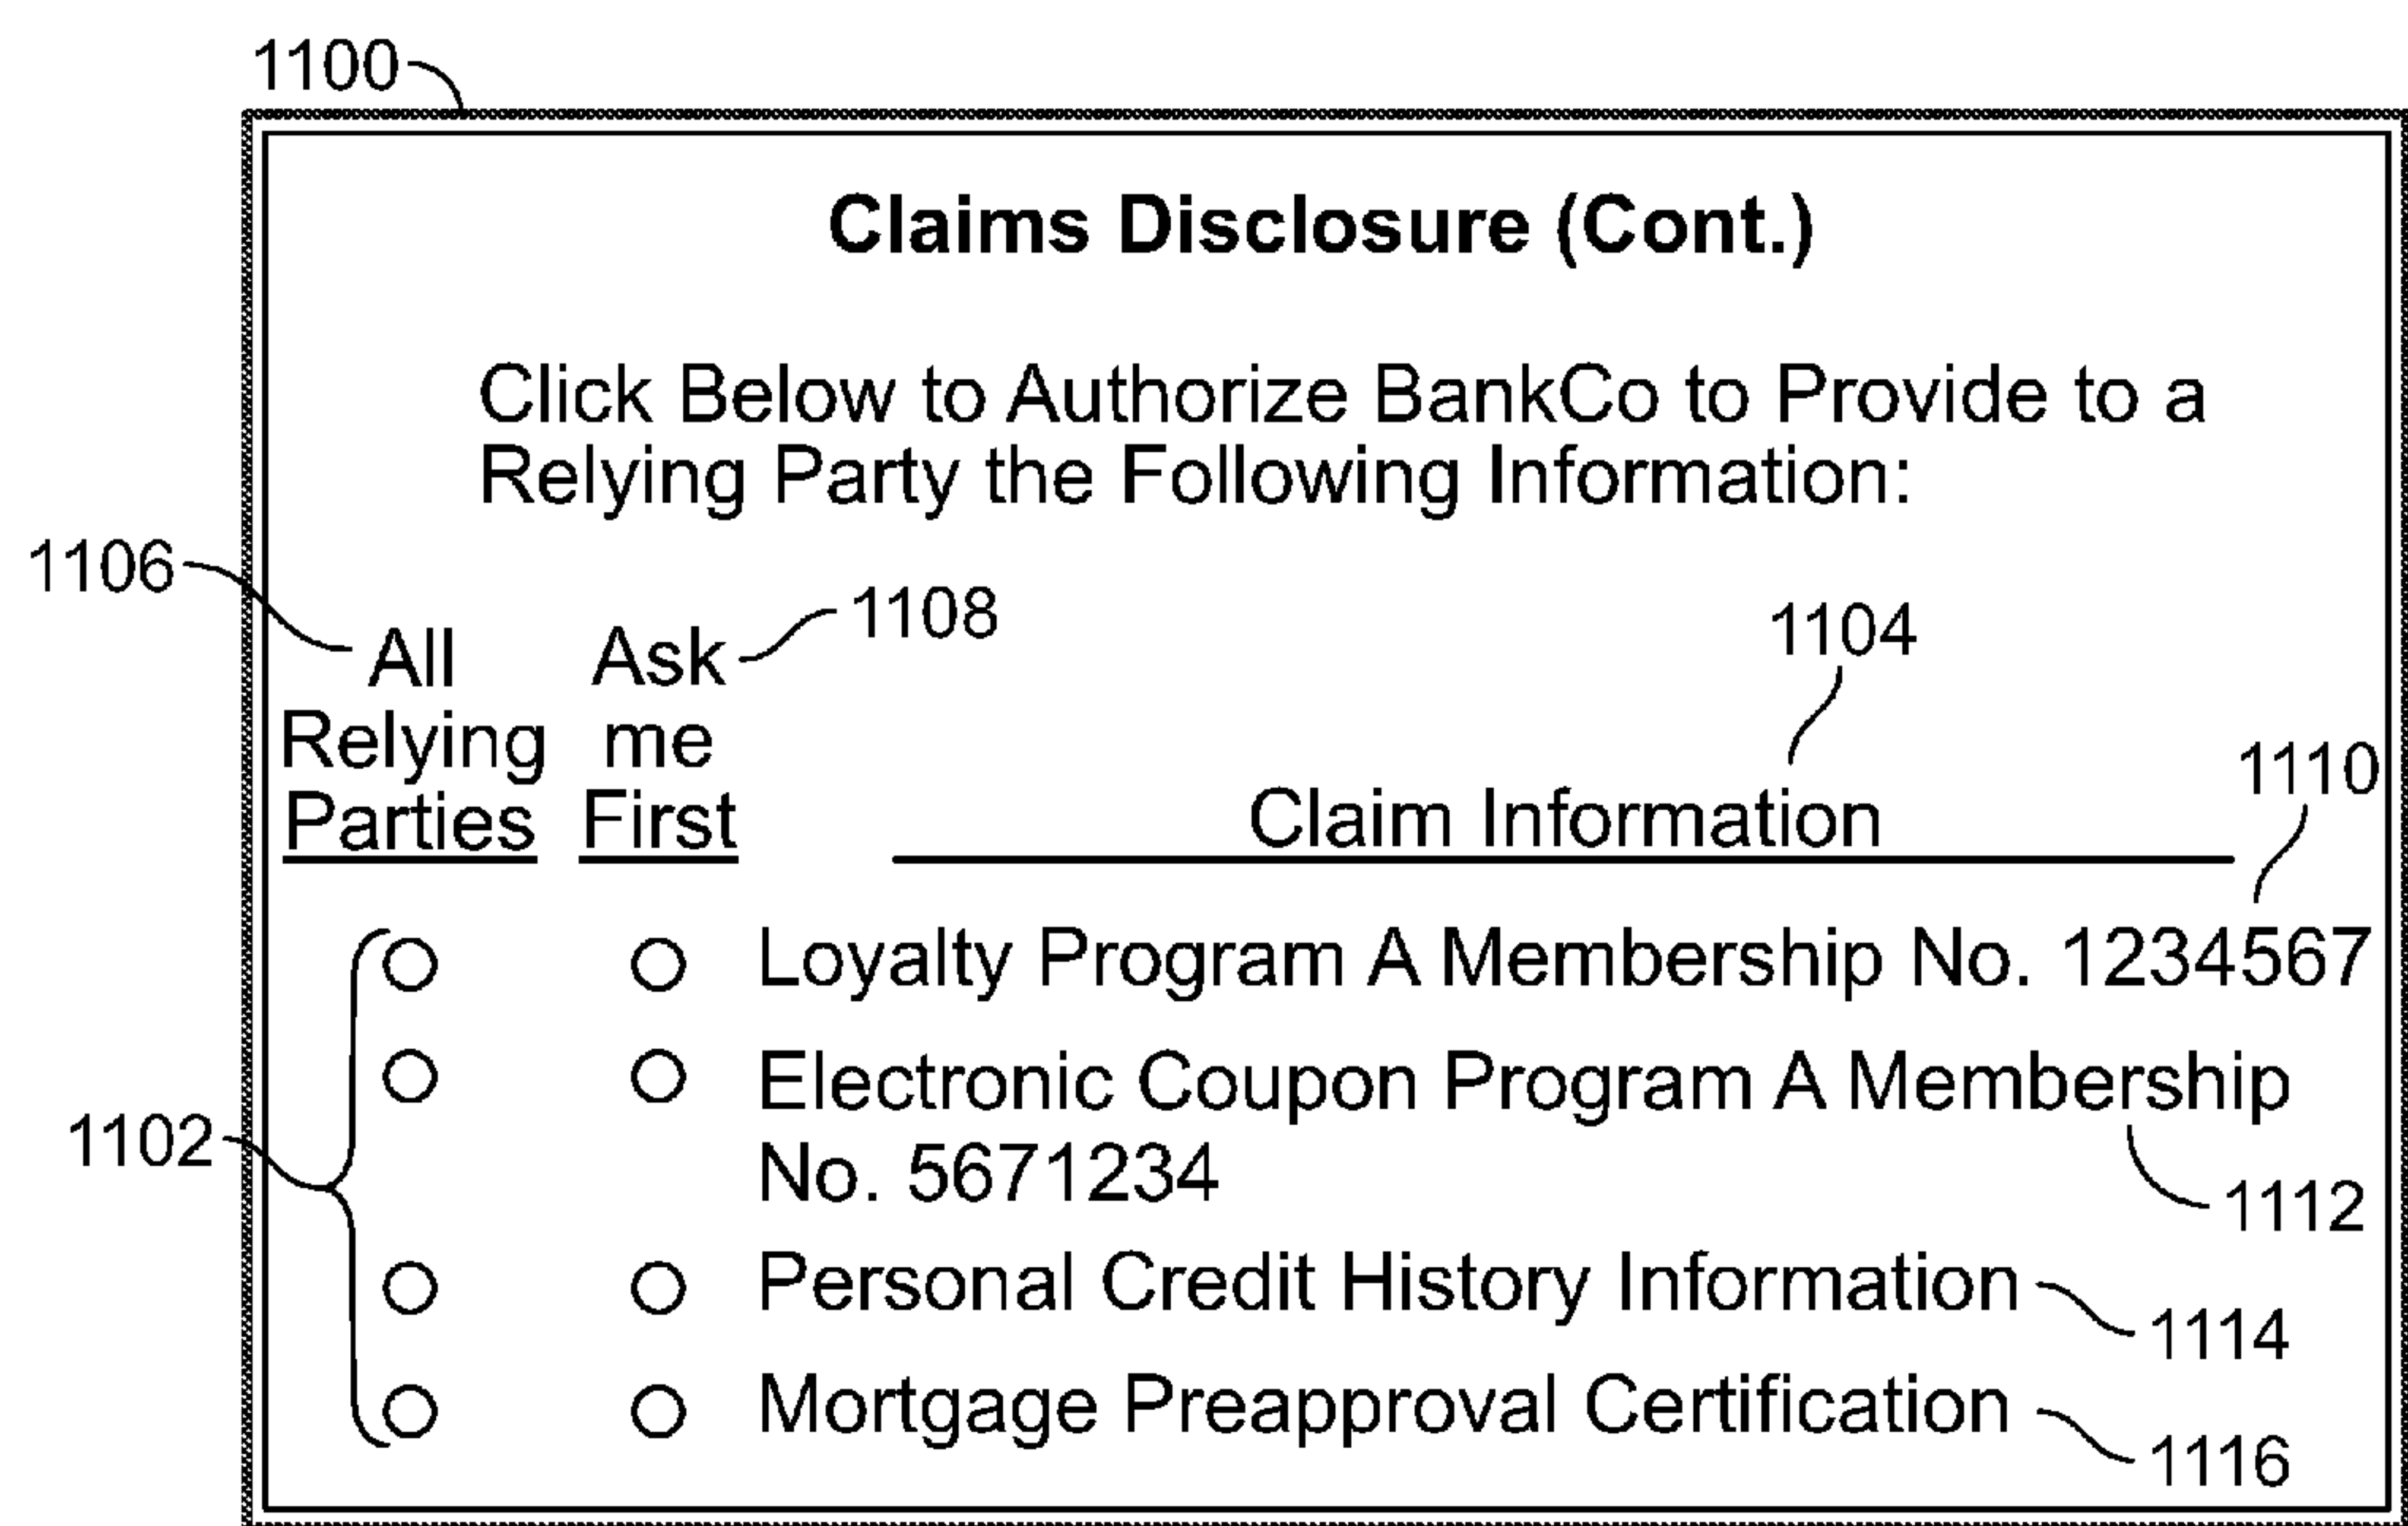 1100
Claims Disclosure (Cont.)
Click Below to Authorize BankCo to Provide to a
Relying Party the Following Information:
1106
1108
1104
All Ask
Relying me
1110
Parties First Claim Information
Loyalty Program A Membership No. 1234567
Electronic Coupon Program A Membership
1102
No. 5671234
1112
Personal Credit History Information
1114
Mortgage Preapproval Certification
1116